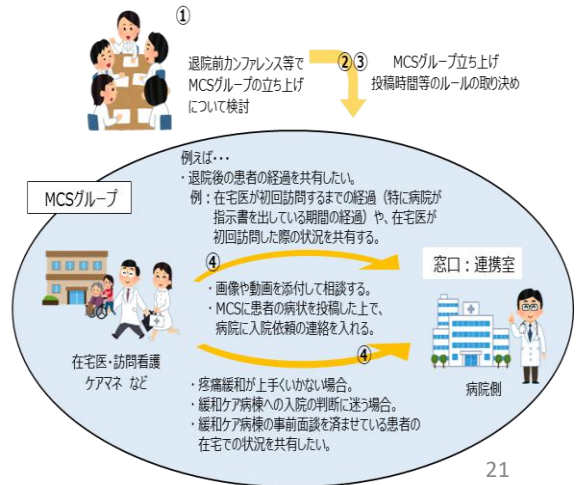 ①
退院前カンファレンス等で
MCSグループの立ち上げ
について検討
②③
MCSグループ立ち上げ
投稿時間等のルールの取り決め
MCSグループ
例えば・・・
・退院後の患者の経過を共有したい。
例：在宅医が初回訪問するまでの経過（特に病院が
指示書を出している期間の経過）や、在宅医が
初回訪問した際の状況を共有する。
④
・画像や動画を添付して相談する。
・MCSに患者の病状を投稿した上で、
病院に入院依頼の連絡を入れる。
窓口：連携室
在宅医・訪問看護
ケアマネ など
病院側
④
・疼痛緩和が上手くいかない場合。
・緩和ケア病棟への入院の判断に迷う場合。
・緩和ケア病棟の事前面談を済ませている患者の
在宅での状況を共有したい。
21